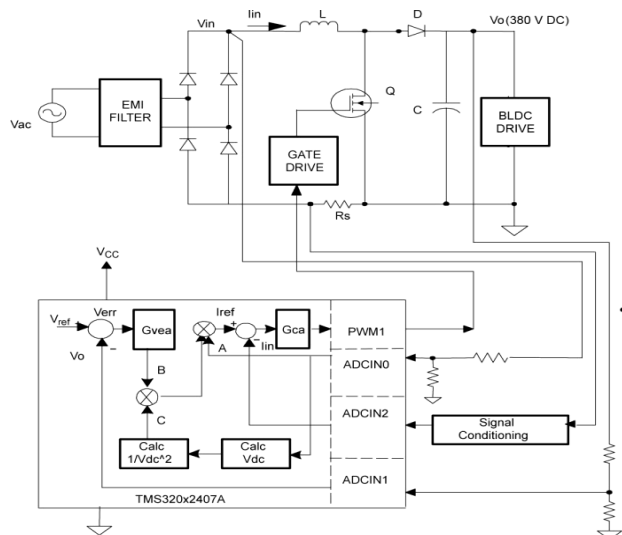 Vin
Iin
L
D
Vo(380 V DC)
Vac
EMI
FILTER
Q
C
BLDC
DRIVE
GATE
DRIVE
Rs
VCC
Vref
+
Verr
-
Vo
Gvea
Iref
+
-
Iin
Gca
A
B
C
PWM1
ADCIN0
ADCIN2
ADCIN1
Calc
1/Vdc^2
Calc
Vdc
Signal
Conditioning
TMS320x2407A